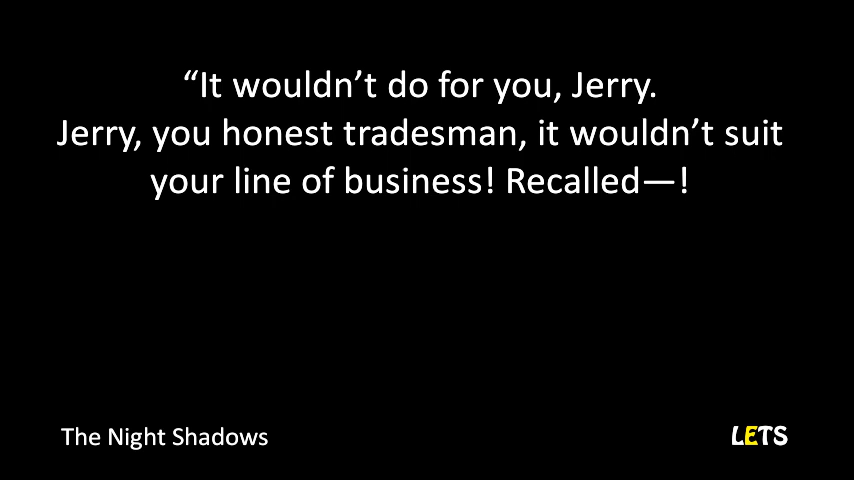 “It wouldn’t do for you, Jerry.
Jerry, you honest tradesman, it wouldn’t suit
your line of business! Recalled—!
The Night Shadows
LETS